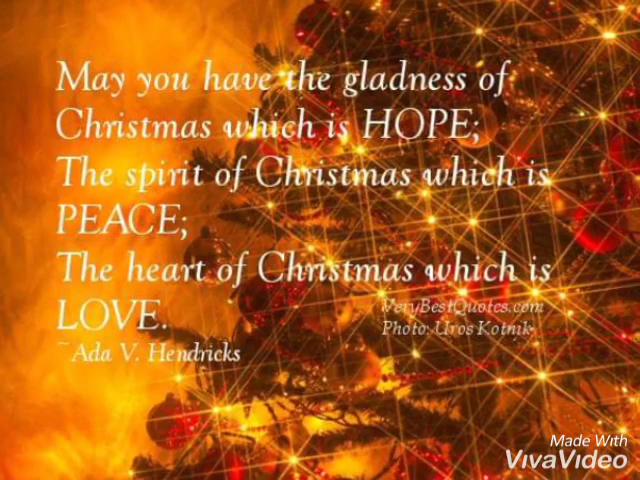 May you have the gladness of
Christmas which is HOPE;
The spirit of Christmas which is
PEACE;
The heart of Christmas which is
LOVE.
~Ada V. Hendricks
VeryBestQuotes.com
Photo: Uros Kotnik
Made With
VivaVideo